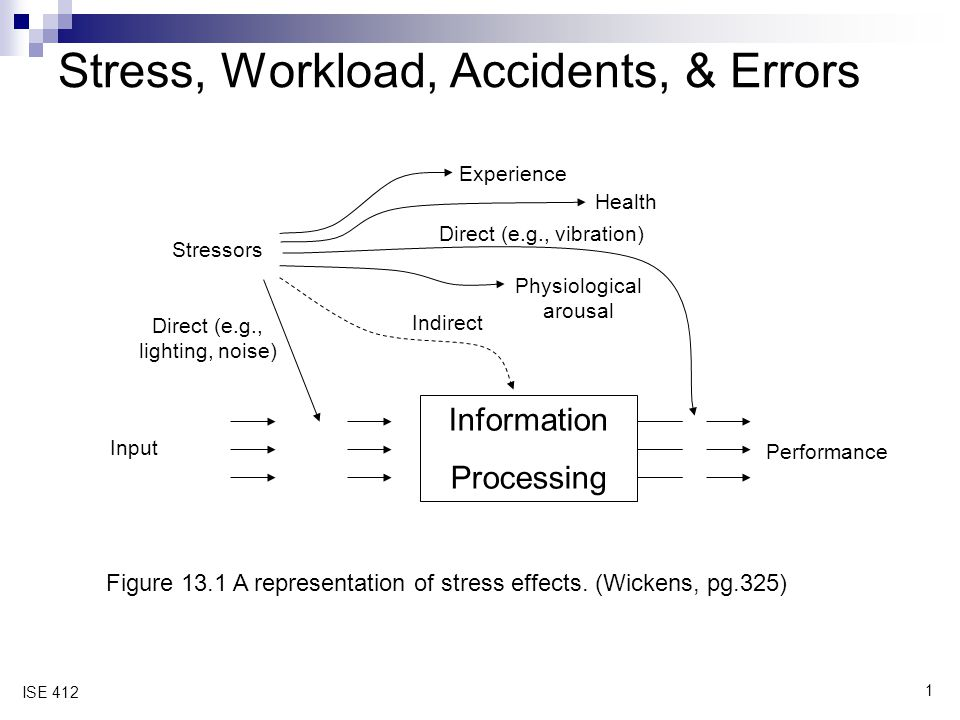 Stress, Workload, Accidents, & Errors
Experience
Health
Direct (e.g., vibration)
Stressors
Physiological
arousal
Indirect
Direct (e.g.,
lighting, noise)
Information
Processing
Input
Performance
Figure 13.1 A representation of stress effects. (Wickens, pg.325)
ISE 412
1